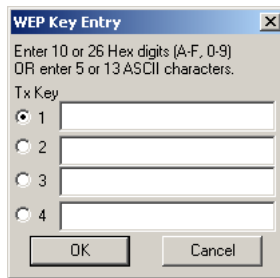 WEP Key Entry
Enter 10 or 26 Hex digits (A-F, 0-9)
OR enter 5 or 13 ASCII characters.
Tx Key
1
2
3
4
OK Cancel